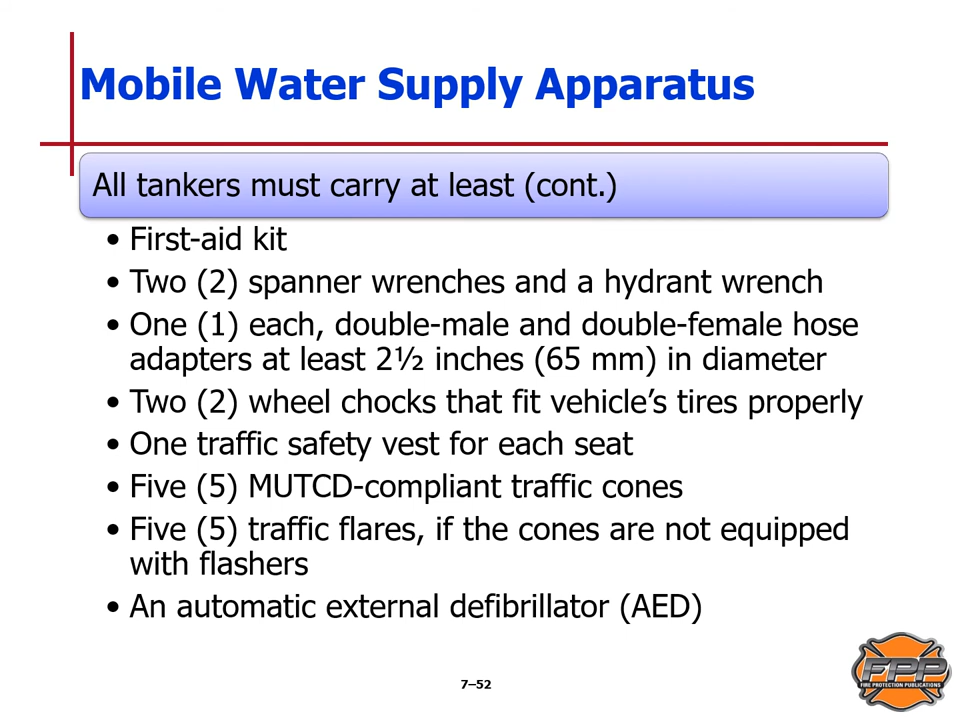 Mobile Water Supply Apparatus
All tankers must carry at least (cont.)
• First-aid kit
• Two (2) spanner wrenches and a hydrant wrench
• One (1) each, double-male and double-female hose
adapters at least 2½ inches (65 mm) in diameter
• Two (2) wheel chocks that fit vehicle’s tires properly
• One traffic safety vest for each seat
• Five (5) MUTCD-compliant traffic cones
• Five (5) traffic flares, if the cones are not equipped
with flashers
• An automatic external defibrillator (AED)
FPP
FIRE PROTECTION PUBLICATIONS
7–52